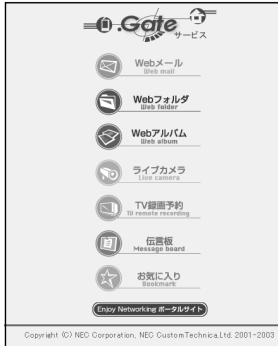 .Gate
サービス
Webメール
Web mail
Webフォルダ
Web folder
Webアルバム
Web album
ライブカメラ
Live camera
TV録画予約
TV remote recording
伝言板
Message board
お気に入り
Bookmark
Enjoy Networking ポータルサイト
Copyright (C) NEC Corporation, NEC CustomTechnica,Ltd. 2001-2003